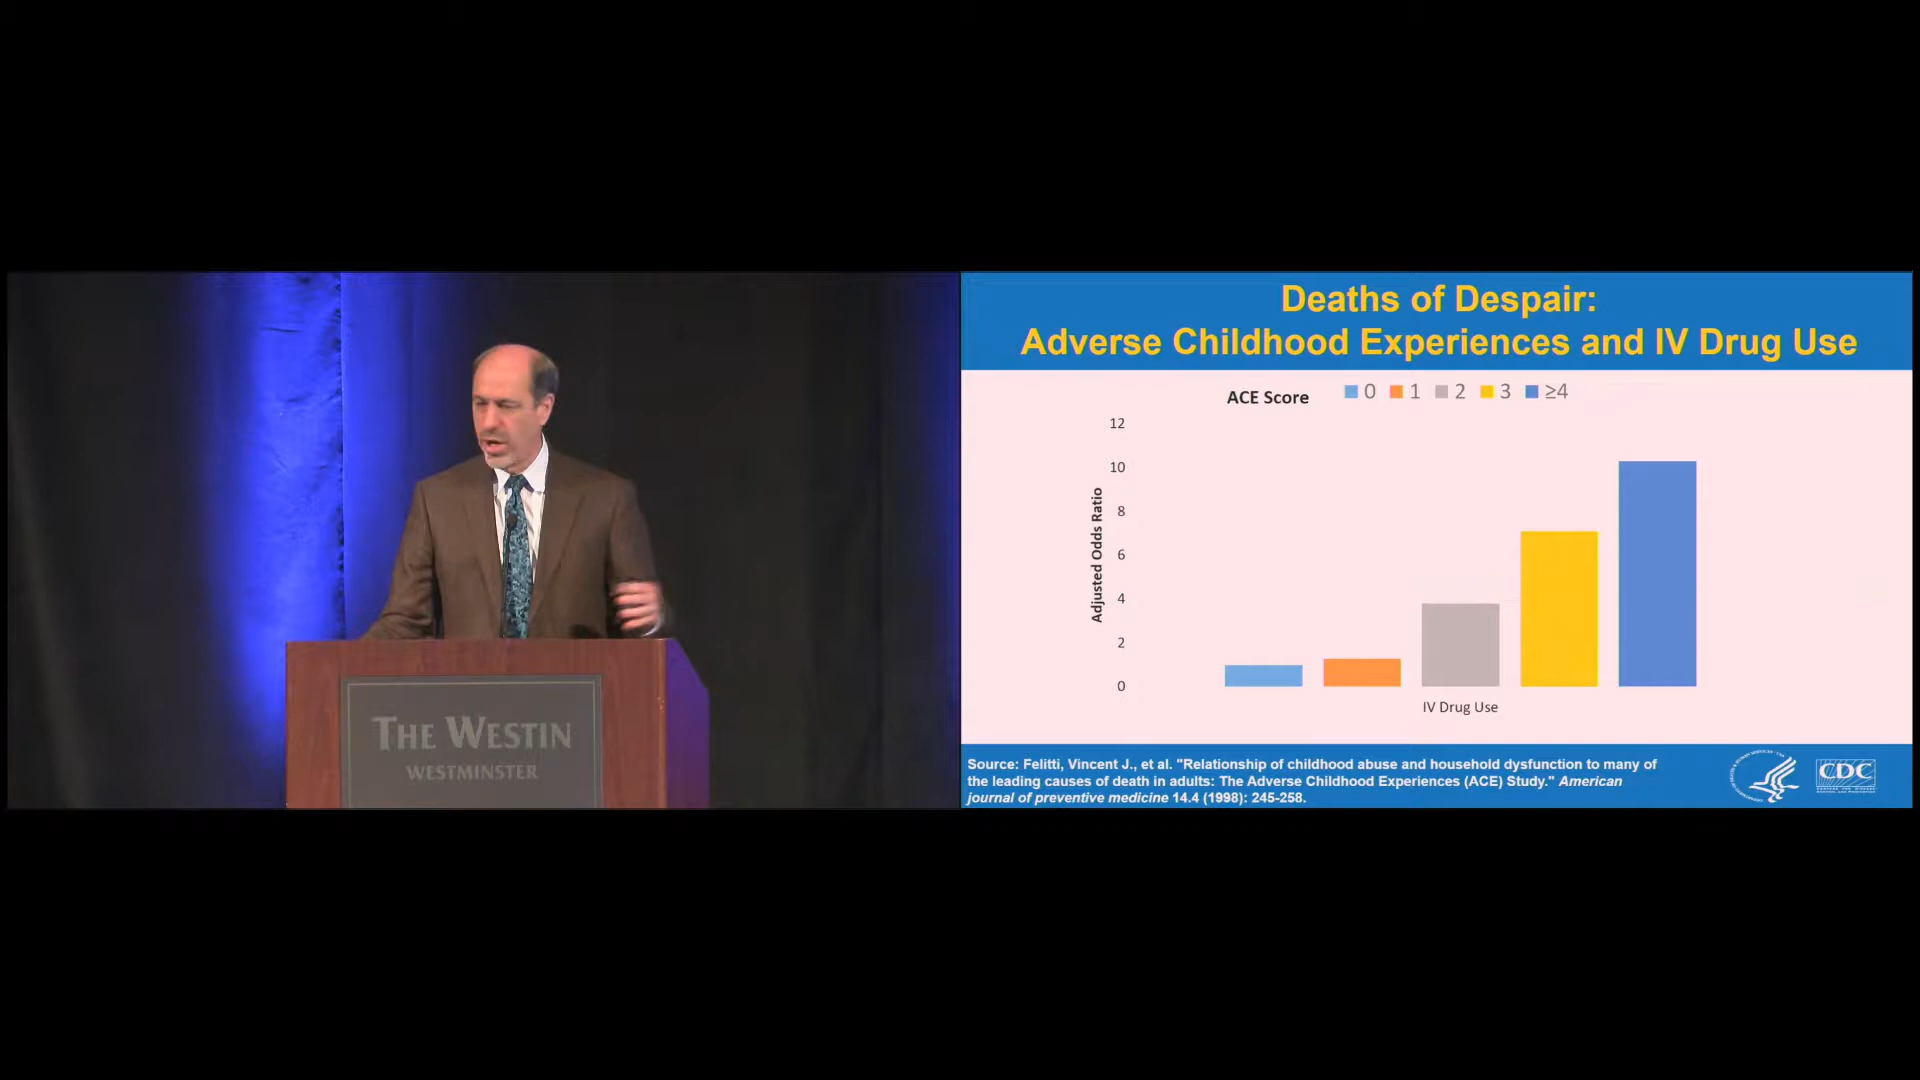 THE WESTIN
WESTMINSTER
Deaths of Despair:
Adverse Childhood Experiences and IV Drug Use
ACE Score
0 1 2 3 ≥4
Adjusted Odds Ratio
12
10
8
6
4
2
0
IV Drug Use
Source: Felitti, Vincent J., et al. "Relationship of childhood abuse and household dysfunction to many of
the leading causes of death in adults: The Adverse Childhood Experiences (ACE) Study." American
journal of preventive medicine 14.4 (1998): 245-258.
CDC